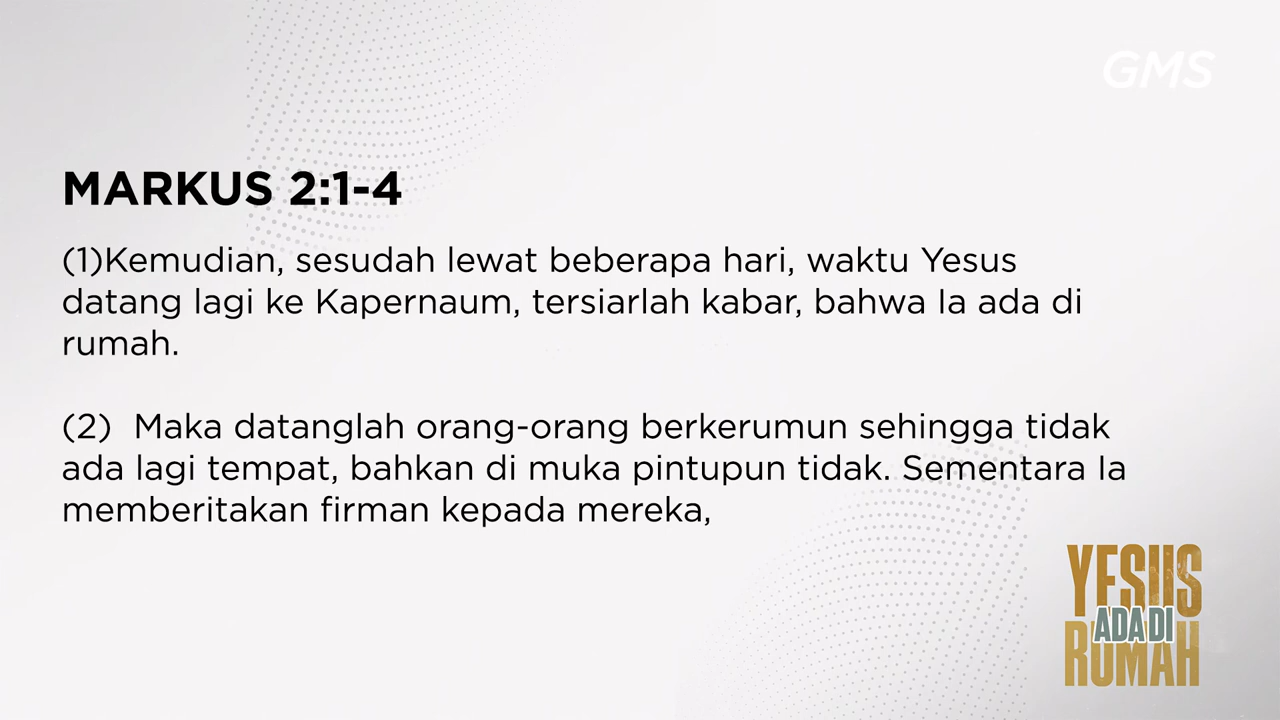 GMS
MARKUS 2:1-4
(1)Kemudian, sesudah lewat beberapa hari, waktu Yesus
datang lagi ke Kapernaum, tersiarlah kabar, bahwa Ia ada di
rumah.
(2)  Maka datanglah orang-orang berkerumun sehingga tidak
ada lagi tempat, bahkan di muka pintupun tidak. Sementara Ia
memberitakan firman kepada mereka,
YESUS
ADA DI
RUMAH